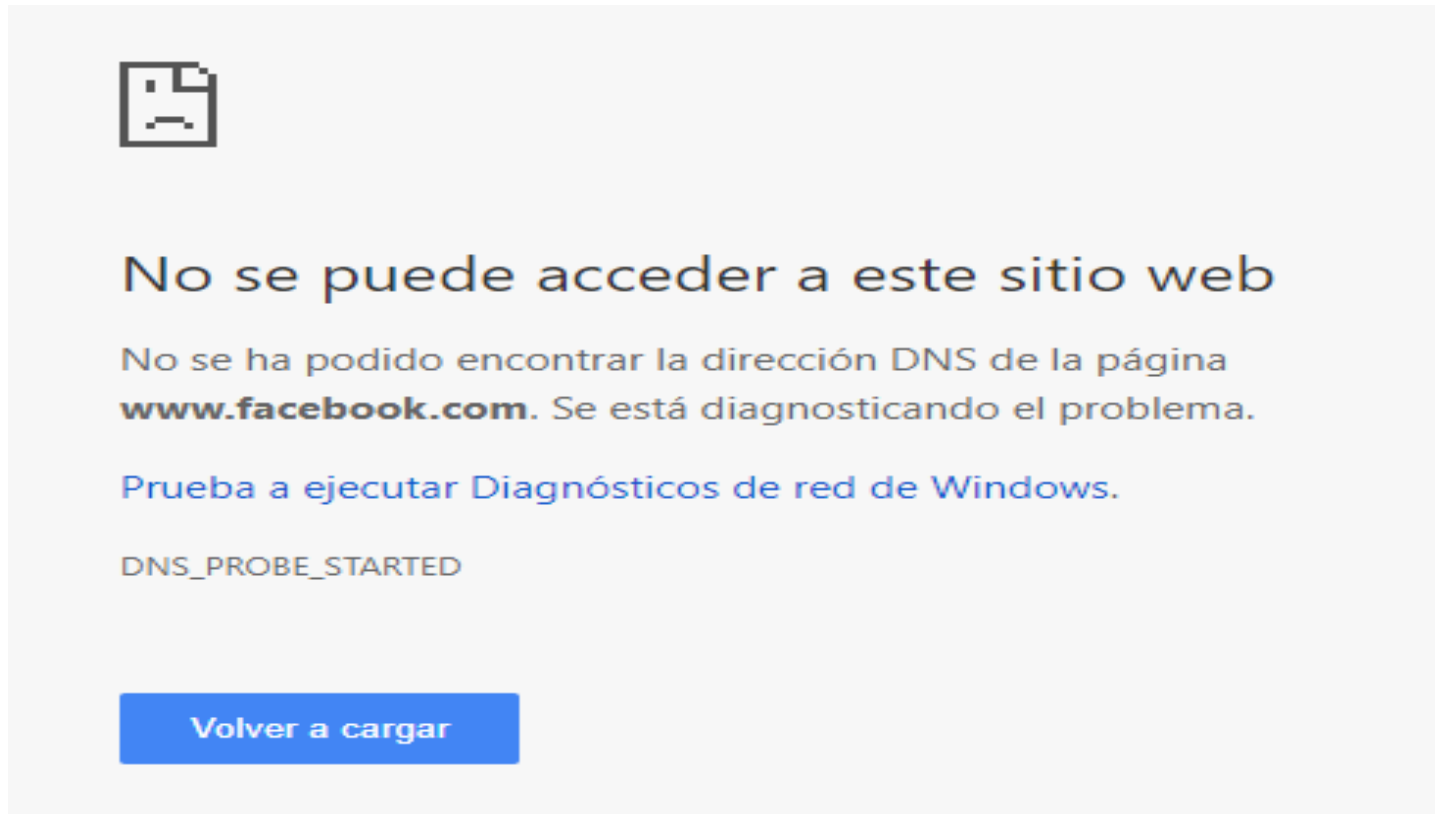 No se puede acceder a este sitio web
No se ha podido encontrar la dirección DNS de la página
www.facebook.com. Se está diagnosticando el problema.
Prueba a ejecutar Diagnósticos de red de Windows.
DNS_PROBE_STARTED
Volver a cargar